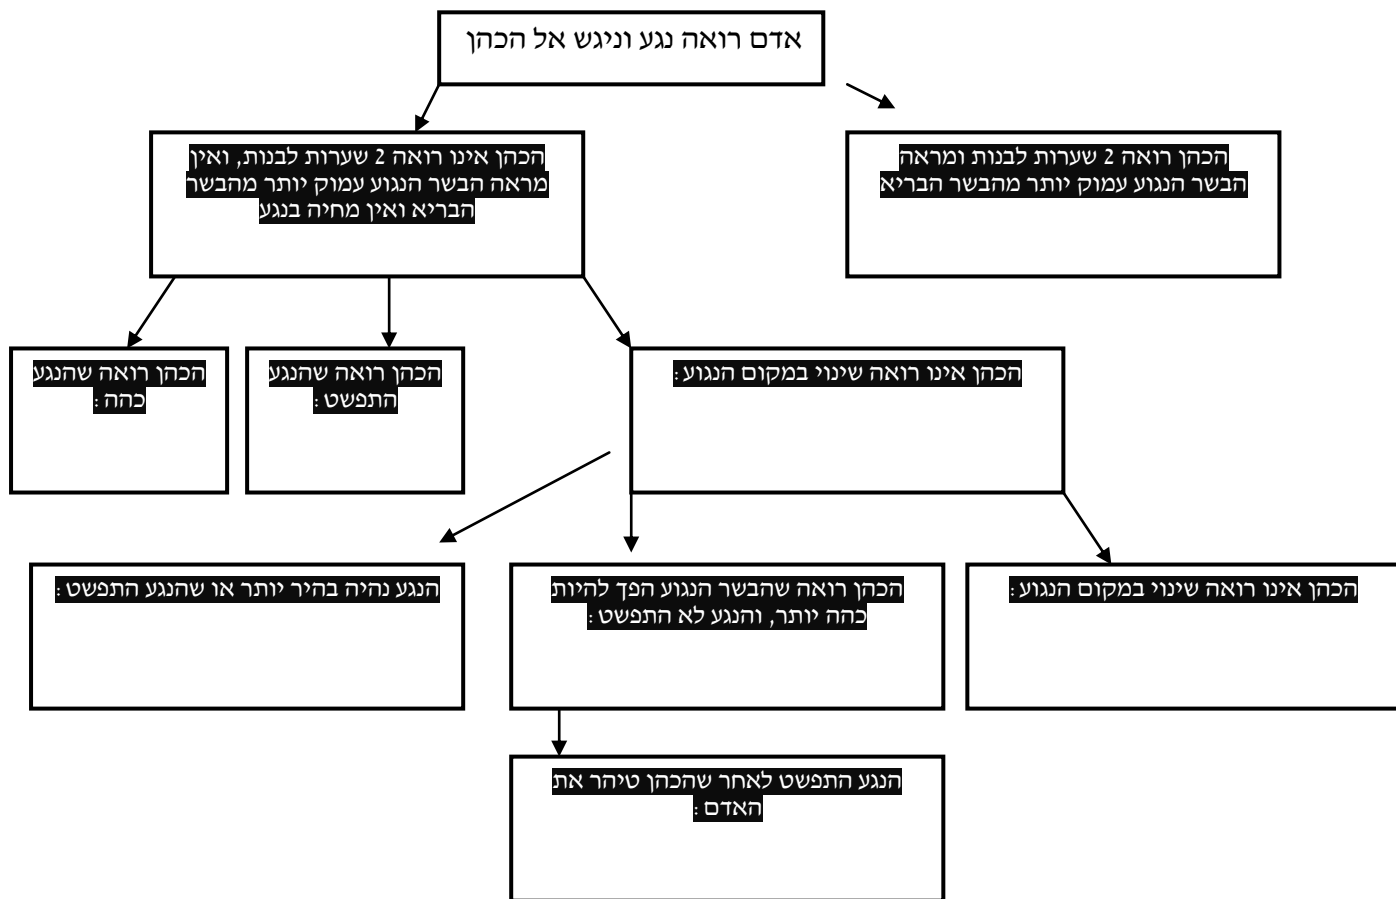 אדם רואה נגע וניגש אל הכהן
הכהן רואה 2 שערות לבנות ומראה
הבשר הנגוע עמוק יותר מהבשר הבריא
הכהן אינו רואה 2 שערות לבנות, ואין
מראה הבשר הנגוע עמוק יותר מהבשר
הבריא ואין מחיה בנגע
הכהן אינו רואה שינוי במקום הנגוע:
הכהן רואה שהנגע
התפשט:
הכהן רואה שהנגע
כהה:
הכהן אינו רואה שינוי במקום הנגוע:
הכהן רואה שהבשר הנגוע הפך להיות
כהה יותר, והנגע לא התפשט:
הנגע נהיה בהיר יותר או שהנגע התפשט:
הנגע התפשט לאחר שהכהן טיהר את
האדם: